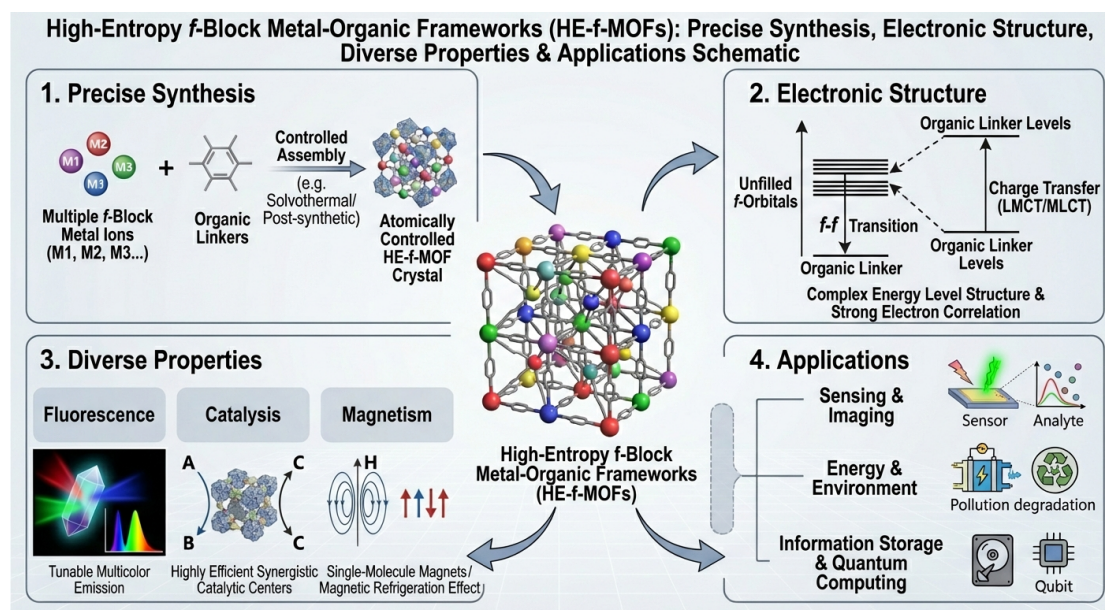 High-Entropy f-Block Metal-Organic Frameworks (HE-f-MOFs): Precise Synthesis, Electronic Structure,
Diverse Properties & Applications Schematic
1. Precise Synthesis
M1
M2
M3
M3
+
Multiple f-Block
Metal Ions
(M1, M2, M3...)
Organic
Linkers
Controlled
Assembly
(e.g.
Solvothermal/
Post-synthetic)
Atomically
Controlled
HE-f-MOF
Crystal
2. Electronic Structure
Unfilled
f-Orbitals
f-f Transition
Organic Linker
Organic Linker Levels
Charge Transfer
(LMCT/MLCT)
Organic Linker
Levels
Complex Energy Level Structure &
Strong Electron Correlation
High-Entropy f-Block
Metal-Organic Frameworks
(HE-f-MOFs)
3. Diverse Properties
Fluorescence
Tunable Multicolor
Emission
Catalysis
A
B
C
C
Highly Efficient Synergistic
Catalytic Centers
Magnetism
H
Single-Molecule Magnets/
Magnetic Refrigeration Effect
4. Applications
Sensing &
Imaging
Sensor
Analyte
Energy &
Environment
Pollution degradation
Information Storage
& Quantum
Computing
Qubit